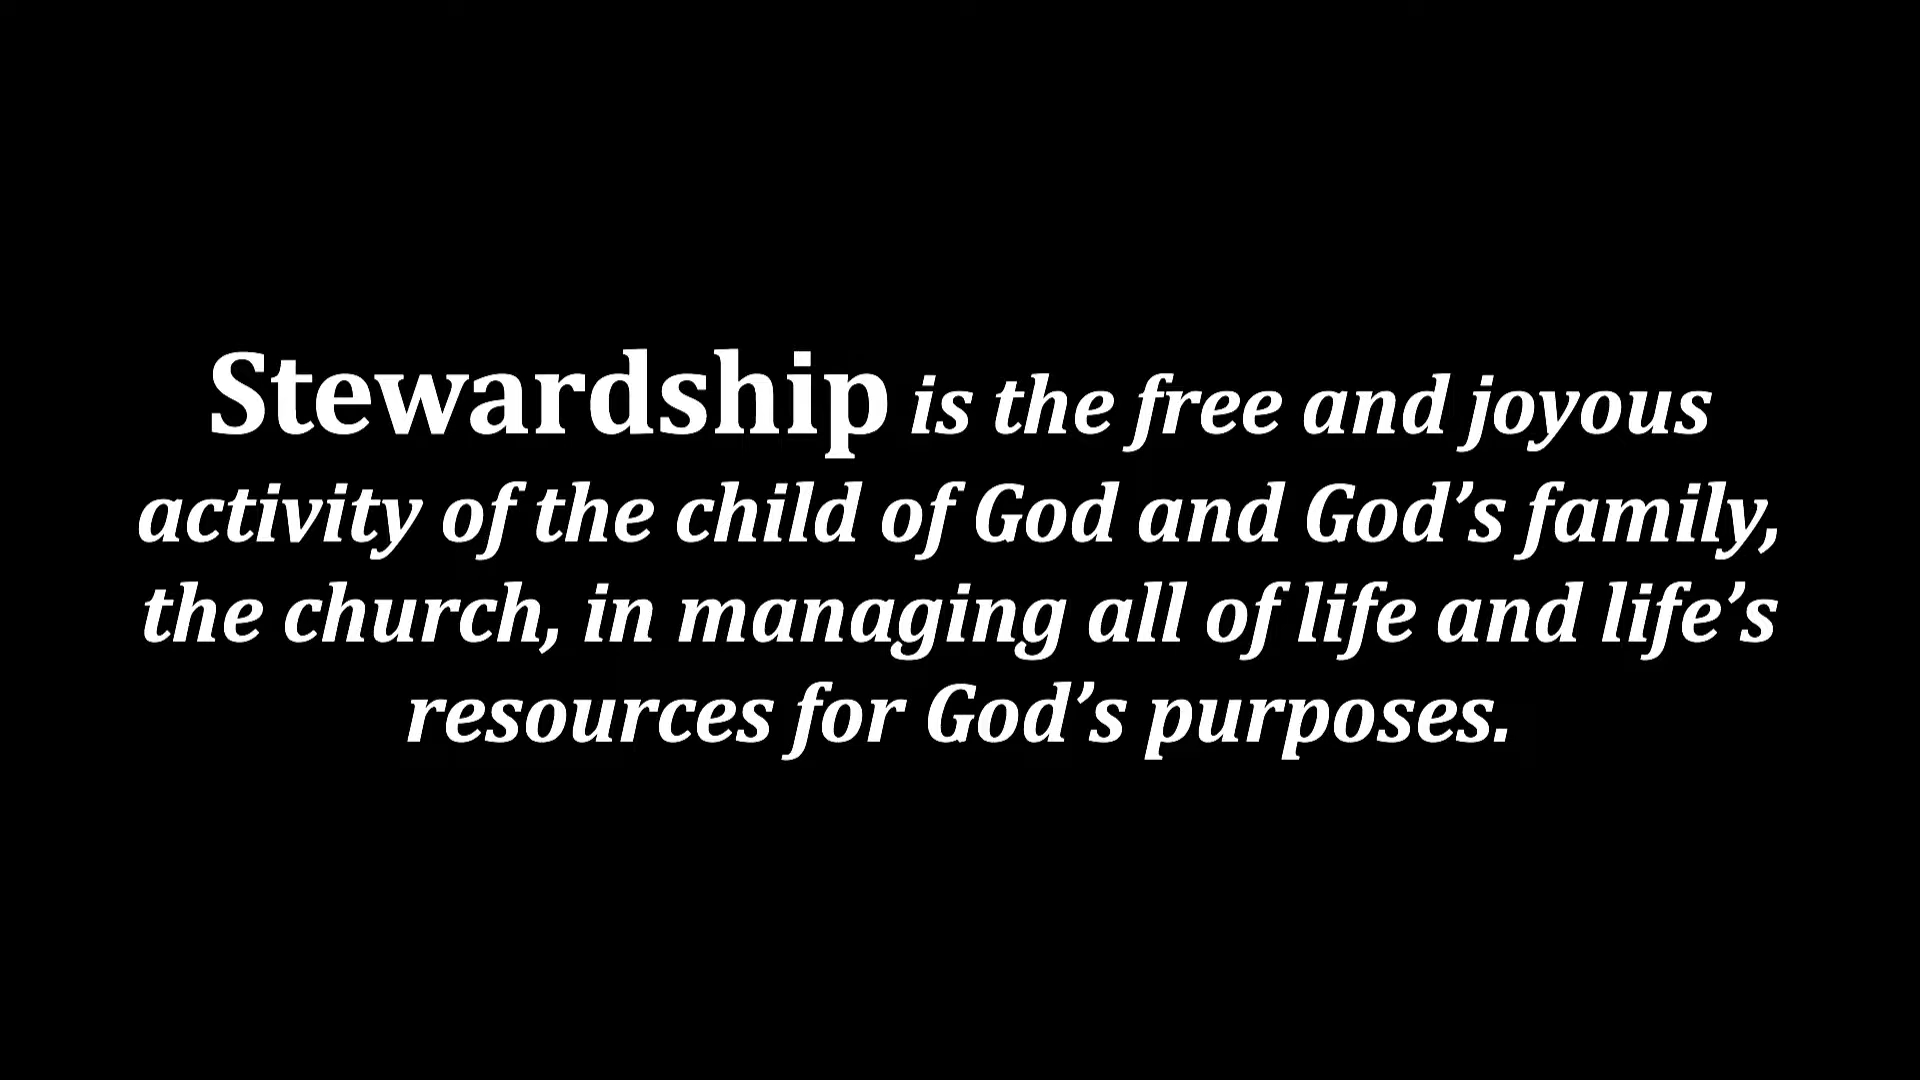 Stewardship is the free and joyous
activity of the child of God and God’s family,
the church, in managing all of life and life’s
resources for God’s purposes.